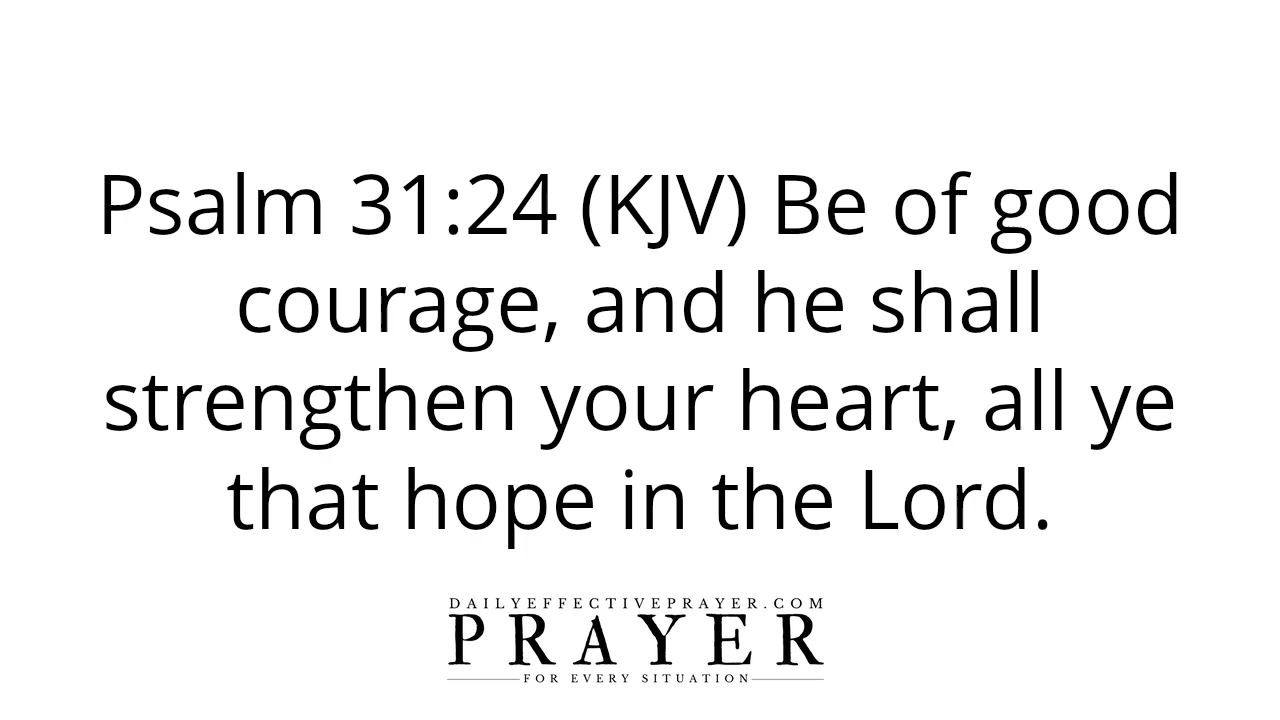 Psalm 31:24 (KJV) Be of good
courage, and he shall
strengthen your heart, all ye
that hope in the Lord.
DAILYEFFECTIVEPRAYER.COM
PRAYER
FOR EVERY SITUATION